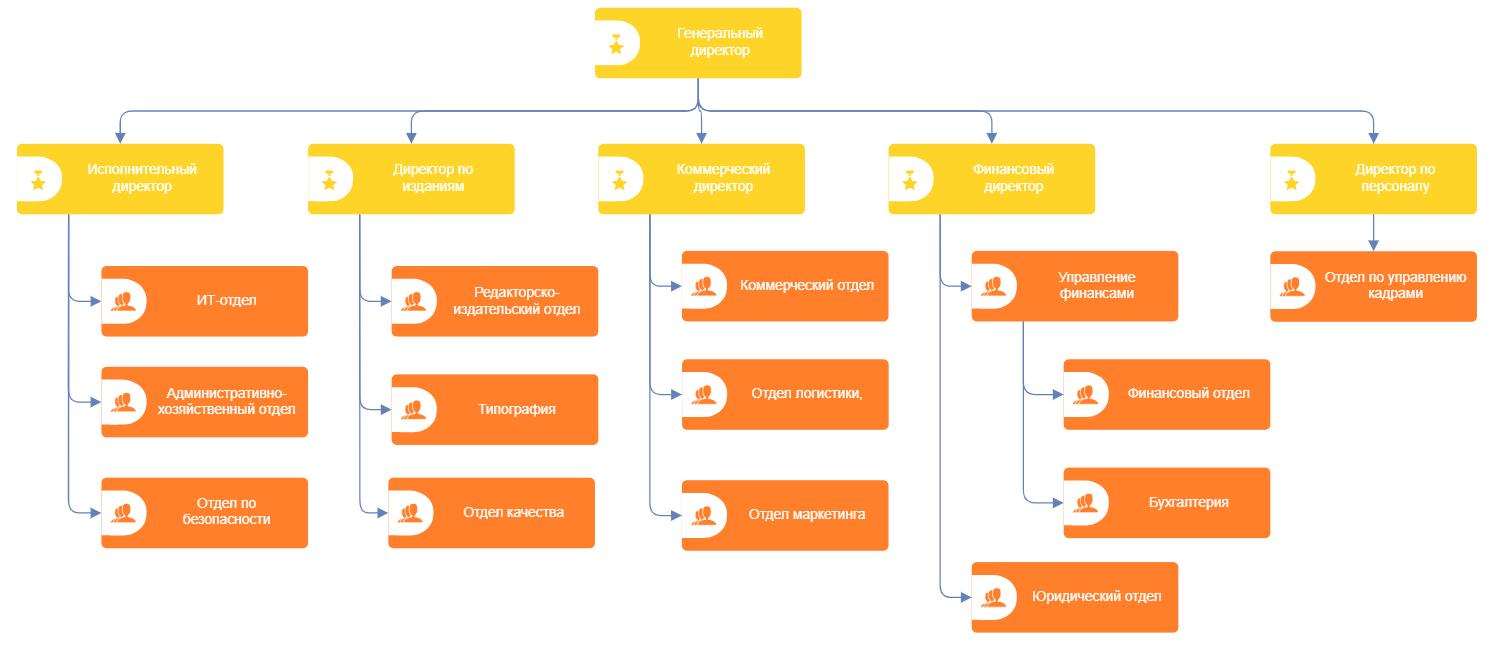 Генеральный
директор
Исполнительный
директор
Директор по
изданиям
Коммерческий
директор
Финансовый
директор
Директор по
персоналу
ИТ-отдел
Административно-
хозяйственный отдел
Отдел по
безопасности
Редакторско-
издательский отдел
Типография
Отдел качества
Коммерческий отдел
Отдел логистики,
Отдел маркетинга
Управление
финансами
Финансовый отдел
Бухгалтерия
Юридический отдел
Отдел по управлению
кадрами